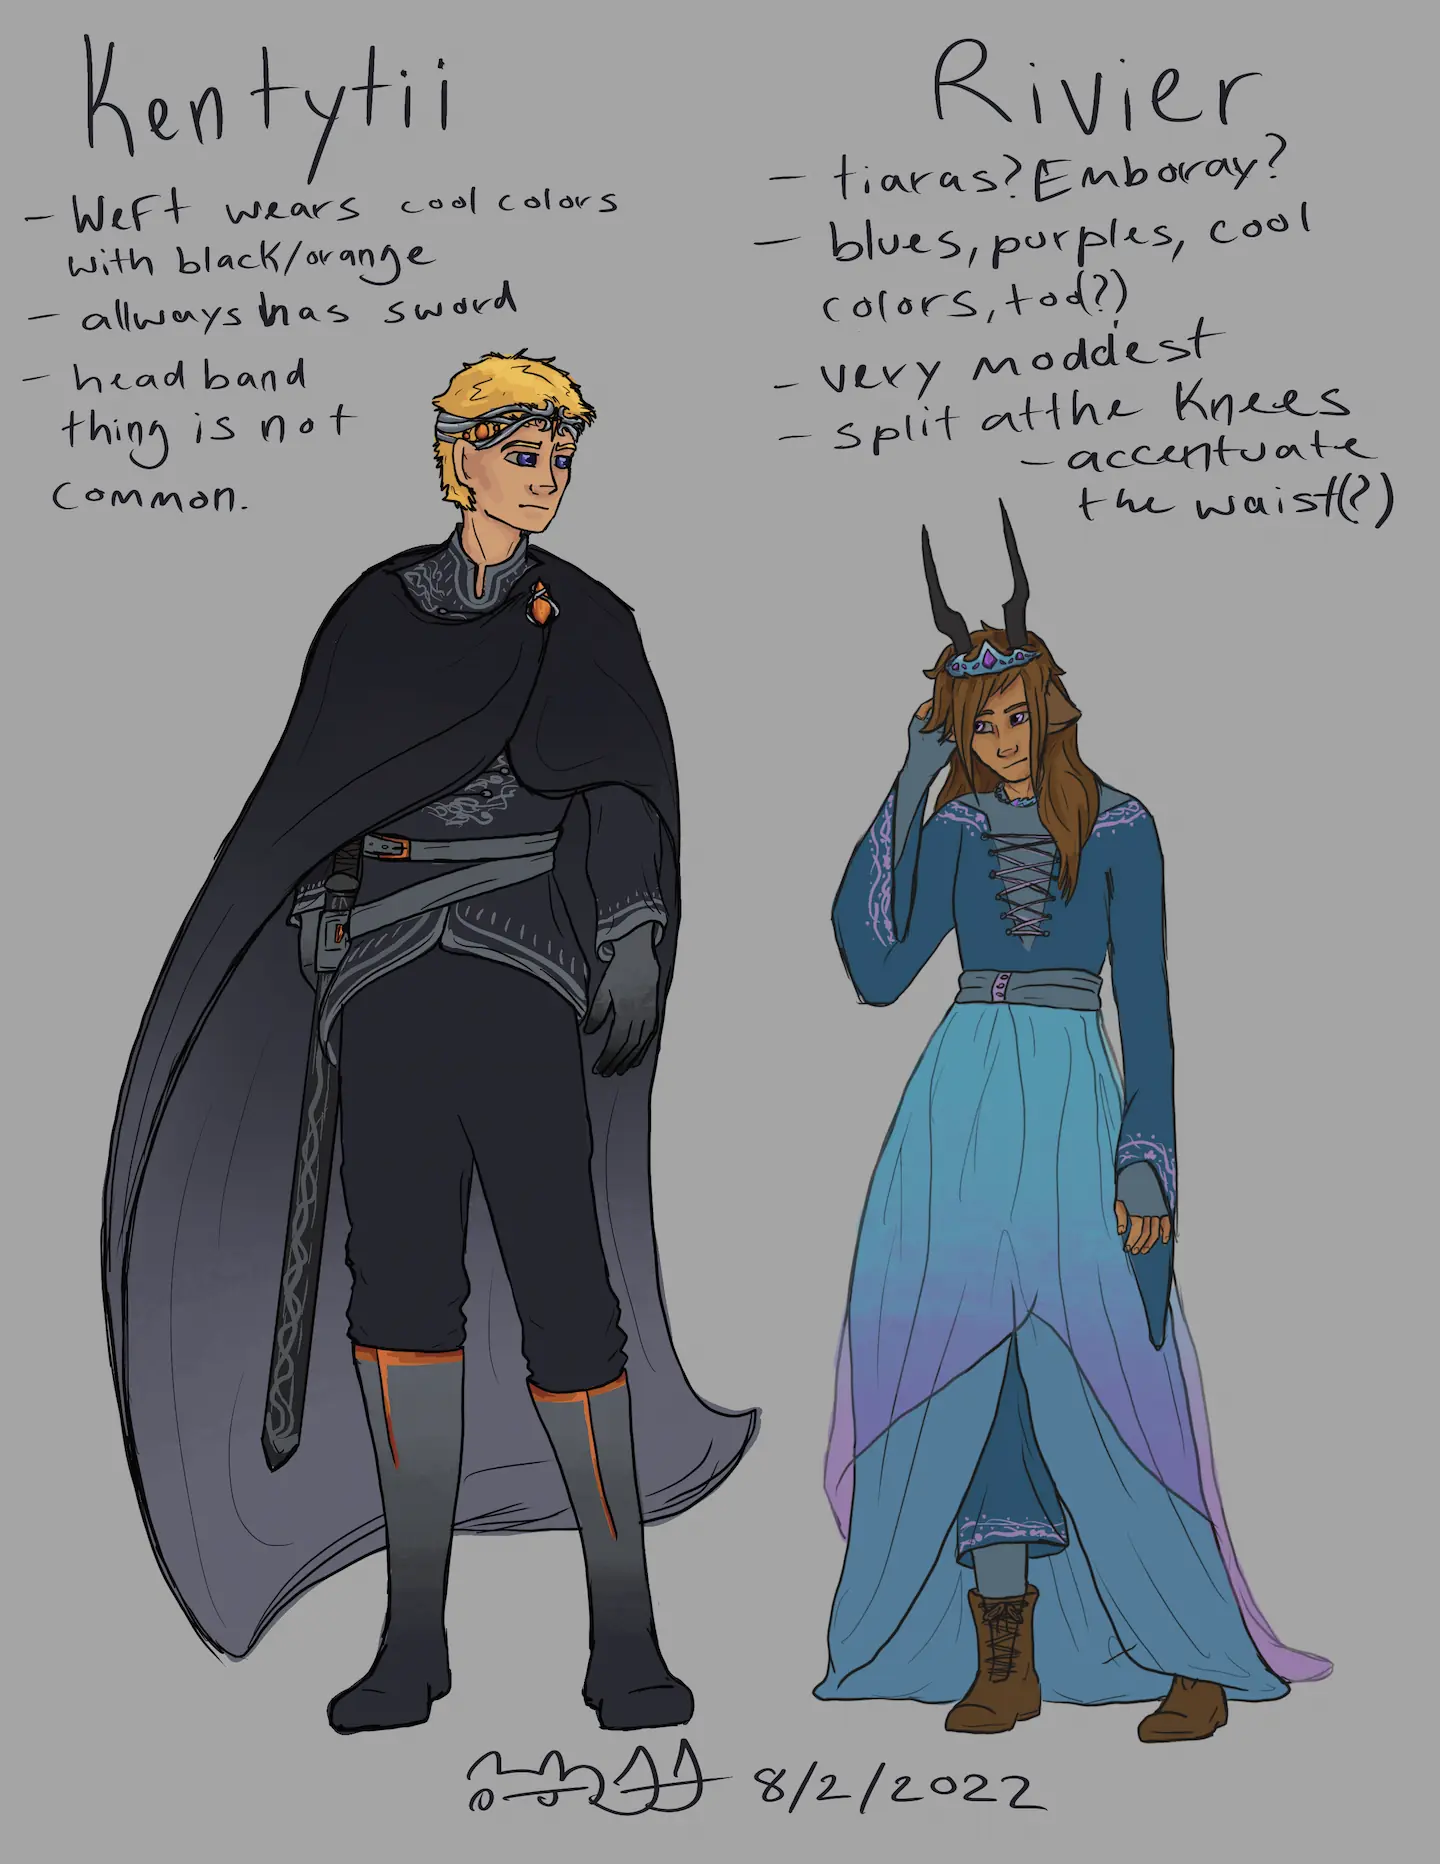 Kentytii
- Weft wears cool colors
with black/orange
- allways has sword
- head band
thing is not
common.
Rivier
- tiaras? Emboray?
- blues, purples, cool
colors, too(?)
- very moddest
- split at the Knees
- accentuate
the waist(?)
8/2/2022